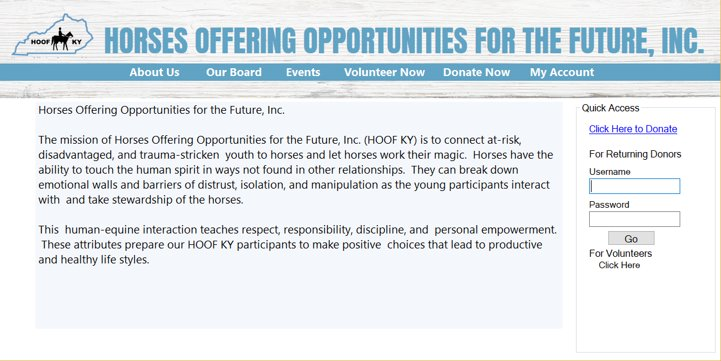 HOOF KY
HORSES OFFERING OPPORTUNITIES FOR THE FUTURE, INC.
About Us Our Board Events Volunteer Now Donate Now My Account
Horses Offering Opportunities for the Future, Inc.
The mission of Horses Offering Opportunities for the Future, Inc. (HOOF KY) is to connect at-risk,
disadvantaged, and trauma-stricken youth to horses and let horses work their magic. Horses have the
ability to touch the human spirit in ways not found in other relationships. They can break down
emotional walls and barriers of distrust, isolation, and manipulation as the young participants interact
with and take stewardship of the horses.
This human-equine interaction teaches respect, responsibility, discipline, and personal empowerment.
These attributes prepare our HOOF KY participants to make positive choices that lead to productive
and healthy life styles.
Quick Access
Click Here to Donate
For Returning Donors
Username
Password
Go
For Volunteers
Click Here